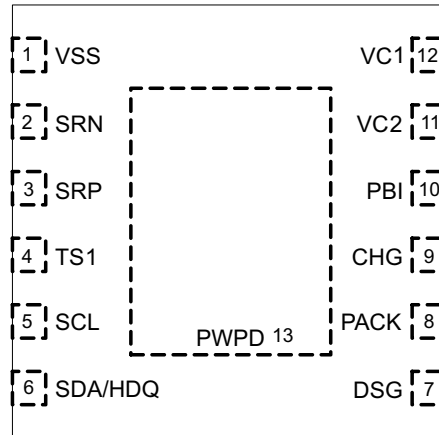 1 VSS VC1 12
2 SRN VC2 11
3 SRP PBI 10
4 TS1 CHG 9
5 SCL PACK 8
PWPD 13
6 SDA/HDQ DSG 7